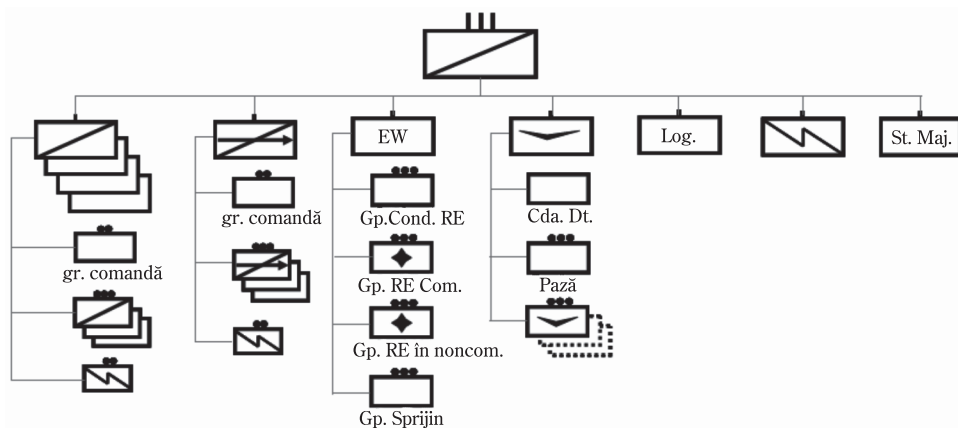 EW
Log.
St. Maj.
gr. comandă
Gp.Cond. RE
Cda. Dt.
gr. comandă
Gp. RE Com.
Pază
Gp. RE în noncom.
Gp. Sprijin